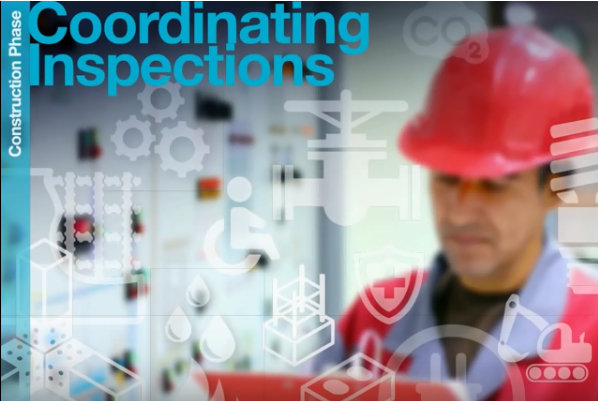 Construction Phase
Coordinating
Inspections
CO2